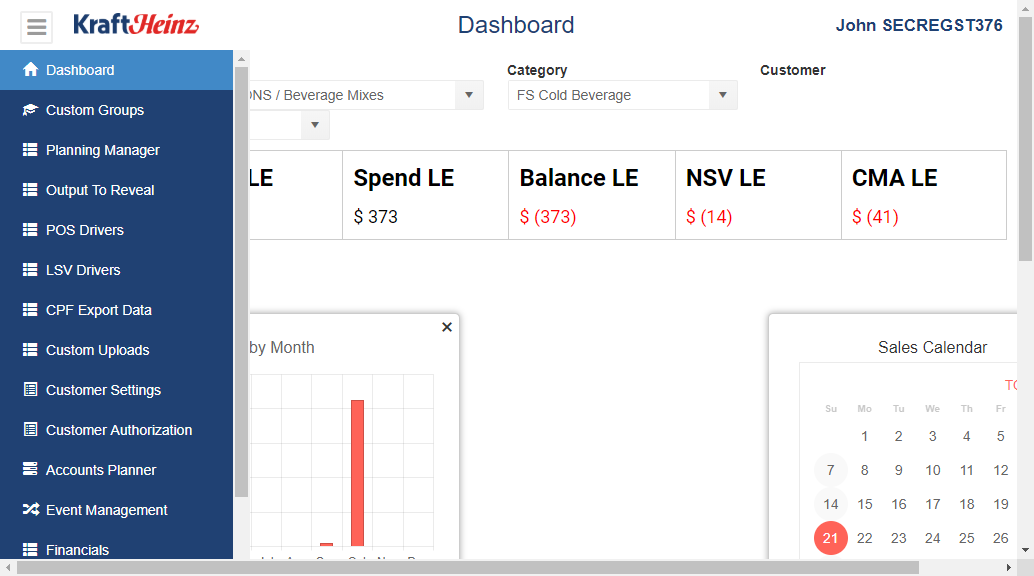 KraftHeinz
Dashboard
John SECREGST376
Dashboard
Custom Groups
Planning Manager
Output To Reveal
POS Drivers
LSV Drivers
CPF Export Data
Custom Uploads
Customer Settings
Customer Authorization
Accounts Planner
Event Management
Financials
Category
Customer
/ Beverage Mixes
FS Cold Beverage
LE
Spend LE
Balance LE
NSV LE
CMA LE
$ 373
$ (373)
$ (14)
$ (41)
by Month
Sales Calendar
Su Mo Tu We Th Fr
1 2 3 4 5
7 8 9 10 11 12
14 15 16 17 18 19
21 22 23 24 25 26